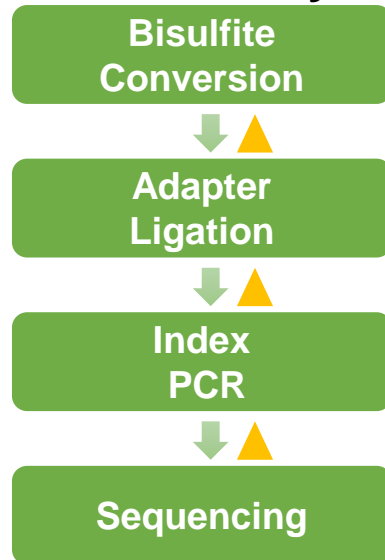 Bisulfite
Conversion
Adapter
Ligation
Index
PCR
Sequencing